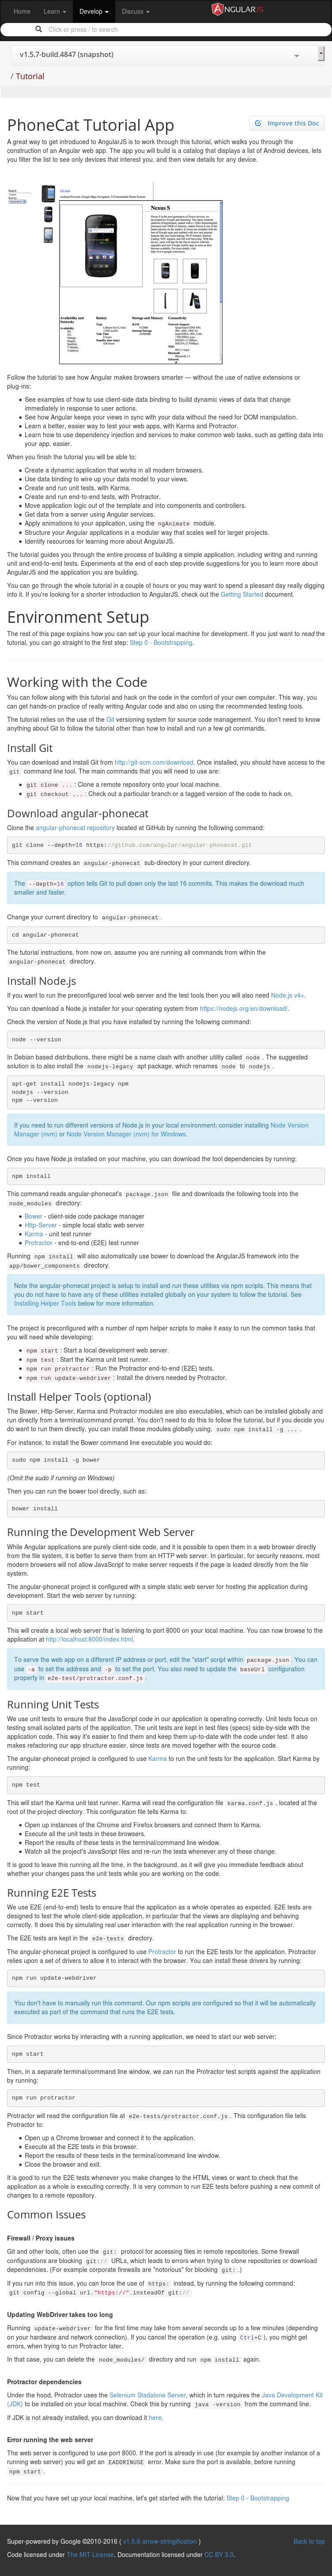 Home Learn Develop Discuss ANGULARJS
Click or press / to search
v1.5.7-build.4847 (snapshot)
/ Tutorial
PhoneCat Tutorial App
Improve this Doc
A great way to get introduced to AngularJS is to work through this tutorial, which walks you through the
construction of an Angular web app. The app you will build is a catalog that displays a list of Android devices, lets
you filter the list to see only devices that interest you, and then view details for any device.
Nexus S
Follow the tutorial to see how Angular makes browsers smarter — without the use of native extensions or
plug-ins:
See examples of how to use client-side data binding to build dynamic views of data that change
immediately in response to user actions.
See how Angular keeps your views in sync with your data without the need for DOM manipulation.
Learn a better, easier way to test your web apps, with Karma and Protractor.
Learn how to use dependency injection and services to make common web tasks, such as getting data into
your app, easier.
When you finish the tutorial you will be able to:
Create a dynamic application that works in all modern browsers.
Use data binding to wire up your data model to your views.
Create and run unit tests, with Karma.
Create and run end-to-end tests, with Protractor.
Move application logic out of the template and into components and controllers.
Get data from a server using Angular services.
Apply animations to your application, using the ngAnimate module.
Structure your Angular applications in a modular way that scales well for larger projects.
Identify resources for learning more about AngularJS.
The tutorial guides you through the entire process of building a simple application, including writing and running
unit and end-to-end tests. Experiments at the end of each step provide suggestions for you to learn more about
AngularJS and the application you are building.
You can go through the whole tutorial in a couple of hours or you may want to spend a pleasant day really digging
into it. If you're looking for a shorter introduction to AngularJS, check out the Getting Started document.
Environment Setup
The rest of this page explains how you can set up your local machine for development. If you just want to read the
tutorial, you can go straight to the first step: Step 0 - Bootstrapping.
Working with the Code
You can follow along with this tutorial and hack on the code in the comfort of your own computer. This way, you
can get hands-on practice of really writing Angular code and also on using the recommended testing tools.
The tutorial relies on the use of the Git versioning system for source code management. You don't need to know
anything about Git to follow the tutorial other than how to install and run a few git commands.
Install Git
You can download and install Git from http://git-scm.com/download. Once installed, you should have access to the
git command line tool. The main commands that you will need to use are:
git clone ... : Clone a remote repository onto your local machine.
git checkout ... : Check out a particular branch or a tagged version of the code to hack on.
Download angular-phonecat
Clone the angular-phonecat repository located at GitHub by running the following command:
git clone --depth=16 https://github.com/angular/angular-phonecat.git
This command creates an angular-phonecat sub-directory in your current directory.
The --depth=16 option tells Git to pull down only the last 16 commits. This makes the download much
smaller and faster.
Change your current directory to angular-phonecat .
cd angular-phonecat
The tutorial instructions, from now on, assume you are running all commands from within the
angular-phonecat directory.
Install Node.js
If you want to run the preconfigured local web server and the test tools then you will also need Node.js v4+.
You can download a Node.js installer for your operating system from https://nodejs.org/en/download/.
Check the version of Node.js that you have installed by running the following command:
node --version
In Debian based distributions, there might be a name clash with another utility called node . The suggested
solution is to also install the nodejs-legacy apt package, which renames node to nodejs .
apt-get install nodejs-legacy npm
nodejs --version
npm --version
If you need to run different versions of Node.js in your local environment, consider installing Node Version
Manager (nvm) or Node Version Manager (nvm) for Windows.
Once you have Node.js installed on your machine, you can download the tool dependencies by running:
npm install
This command reads angular-phonecat's package.json file and downloads the following tools into the
node_modules directory:
Bower - client-side code package manager
Http-Server - simple local static web server
Karma - unit test runner
Protractor - end-to-end (E2E) test runner
Running npm install will also automatically use bower to download the AngularJS framework into the
app/bower_components directory.
Note the angular-phonecat project is setup to install and run these utilities via npm scripts. This means that
you do not have to have any of these utilities installed globally on your system to follow the tutorial. See
Installing Helper Tools below for more information.
The project is preconfigured with a number of npm helper scripts to make it easy to run the common tasks that
you will need while developing:
npm start : Start a local development web server.
npm test : Start the Karma unit test runner.
npm run protractor : Run the Protractor end-to-end (E2E) tests.
npm run update-webdriver : Install the drivers needed by Protractor.
Install Helper Tools (optional)
The Bower, Http-Server, Karma and Protractor modules are also executables, which can be installed globally and
run directly from a terminal/command prompt. You don't need to do this to follow the tutorial, but if you decide you
do want to run them directly, you can install these modules globally using, sudo npm install -g ... .
For instance, to install the Bower command line executable you would do:
sudo npm install -g bower
(Omit the sudo if running on Windows)
Then you can run the bower tool directly, such as:
bower install
Running the Development Web Server
While Angular applications are purely client-side code, and it is possible to open them in a web browser directly
from the file system, it is better to serve them from an HTTP web server. In particular, for security reasons, most
modern browsers will not allow JavaScript to make server requests if the page is loaded directly from the file
system.
The angular-phonecat project is configured with a simple static web server for hosting the application during
development. Start the web server by running:
npm start
This will create a local web server that is listening to port 8000 on your local machine. You can now browse to the
application at http://localhost:8000/index.html.
To serve the web app on a different IP address or port, edit the "start" script within package.json . You can
use -a to set the address and -p to set the port. You also need to update the baseUrl configuration
property in e2e-test/protractor.conf.js .
Running Unit Tests
We use unit tests to ensure that the JavaScript code in our application is operating correctly. Unit tests focus on
testing small isolated parts of the application. The unit tests are kept in test files (specs) side-by-side with the
application code. This way it's easier to find them and keep them up-to-date with the code under test. It also
makes refactoring our app structure easier, since tests are moved together with the source code.
The angular-phonecat project is configured to use Karma to run the unit tests for the application. Start Karma by
running:
npm test
This will start the Karma unit test runner. Karma will read the configuration file karma.conf.js , located at the
root of the project directory. This configuration file tells Karma to:
Open up instances of the Chrome and Firefox browsers and connect them to Karma.
Execute all the unit tests in these browsers.
Report the results of these tests in the terminal/command line window.
Watch all the project's JavaScript files and re-run the tests whenever any of these change.
It is good to leave this running all the time, in the background, as it will give you immediate feedback about
whether your changes pass the unit tests while you are working on the code.
Running E2E Tests
We use E2E (end-to-end) tests to ensure that the application as a whole operates as expected. E2E tests are
designed to test the whole client-side application, in particular that the views are displaying and behaving
correctly. It does this by simulating real user interaction with the real application running in the browser.
The E2E tests are kept in the e2e-tests directory.
The angular-phonecat project is configured to use Protractor to run the E2E tests for the application. Protractor
relies upon a set of drivers to allow it to interact with the browser. You can install these drivers by running:
npm run update-webdriver
You don't have to manually run this command. Our npm scripts are configured so that it will be automatically
executed as part of the command that runs the E2E tests.
Since Protractor works by interacting with a running application, we need to start our web server:
npm start
Then, in a separate terminal/command line window, we can run the Protractor test scripts against the application
by running:
npm run protractor
Protractor will read the configuration file at e2e-tests/protractor.conf.js . This configuration file tells
Protractor to:
Open up a Chrome browser and connect it to the application.
Execute all the E2E tests in this browser.
Report the results of these tests in the terminal/command line window.
Close the browser and exit.
It is good to run the E2E tests whenever you make changes to the HTML views or want to check that the
application as a whole is executing correctly. It is very common to run E2E tests before pushing a new commit of
changes to a remote repository.
Common Issues
Firewall / Proxy issues
Git and other tools, often use the git: protocol for accessing files in remote repositories. Some firewall
configurations are blocking git:// URLs, which leads to errors when trying to clone repositories or download
dependencies. (For example corporate firewalls are "notorious" for blocking git: .)
If you run into this issue, you can force the use of https: instead, by running the following command:
git config --global url."https://".insteadOf git://
Updating WebDriver takes too long
Running update-webdriver for the first time may take from several seconds up to a few minutes (depending
on your hardware and network connection). If you cancel the operation (e.g. using Ctrl+C ), you might get
errors, when trying to run Protractor later.
In that case, you can delete the node_modules/ directory and run npm install again.
Protractor dependencies
Under the hood, Protractor uses the Selenium Stadalone Server, which in turn requires the Java Development Kit
(JDK) to be installed on your local machine. Check this by running java -version from the command line.
If JDK is not already installed, you can download it here.
Error running the web server
The web server is configured to use port 8000. If the port is already in use (for example by another instance of a
running web server) you will get an EADDRINUSE error. Make sure the port is available, before running
npm start .
Now that you have set up your local machine, let's get started with the tutorial: Step 0 - Bootstrapping
Super-powered by Google ©2010-2016 ( v1.5.6 arrow-stringification )
Back to top
Code licensed under The MIT License. Documentation licensed under CC BY 3.0.